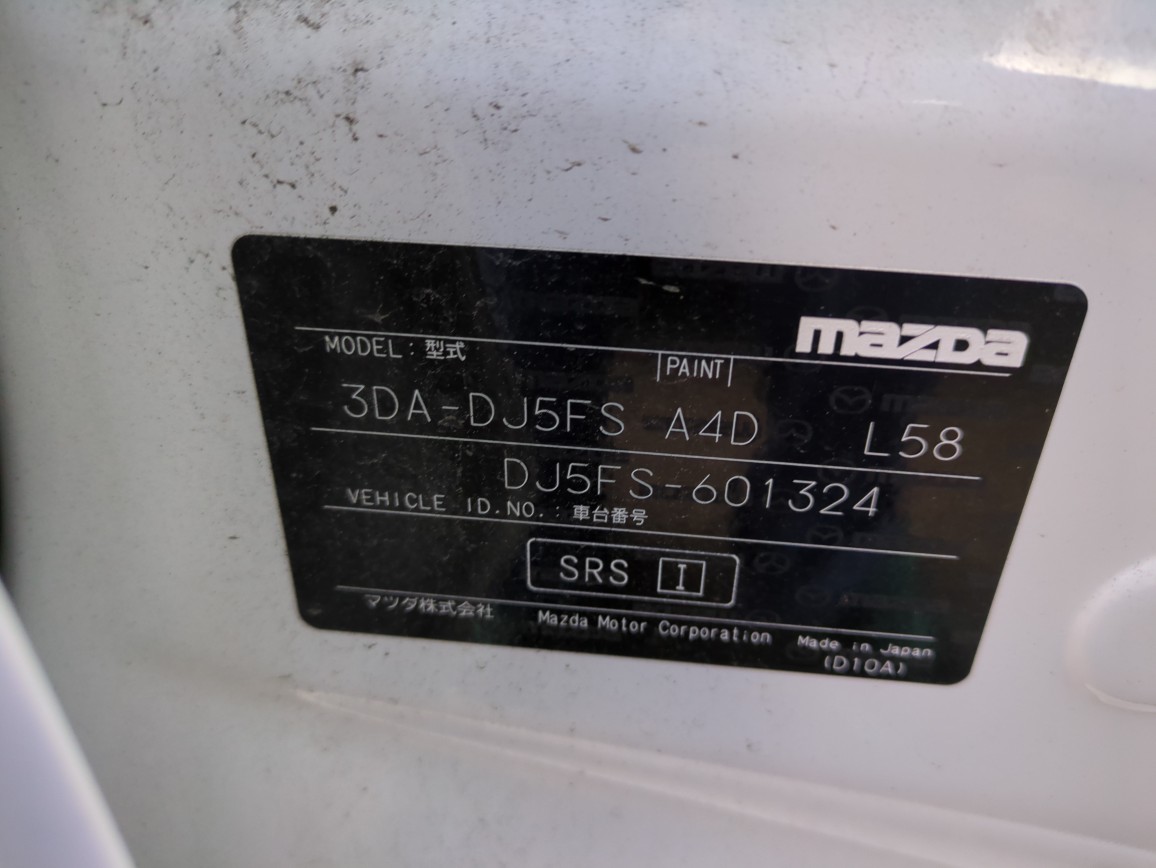 mazda
MODEL : 型式
PAINT
3DA-DJ5FS A4D L58
DJ5FS-601324
VEHICLE ID.NO. : 車台番号
SRS I
マツダ株式会社 Mazda Motor Corporation Made in Japan
(D10A)